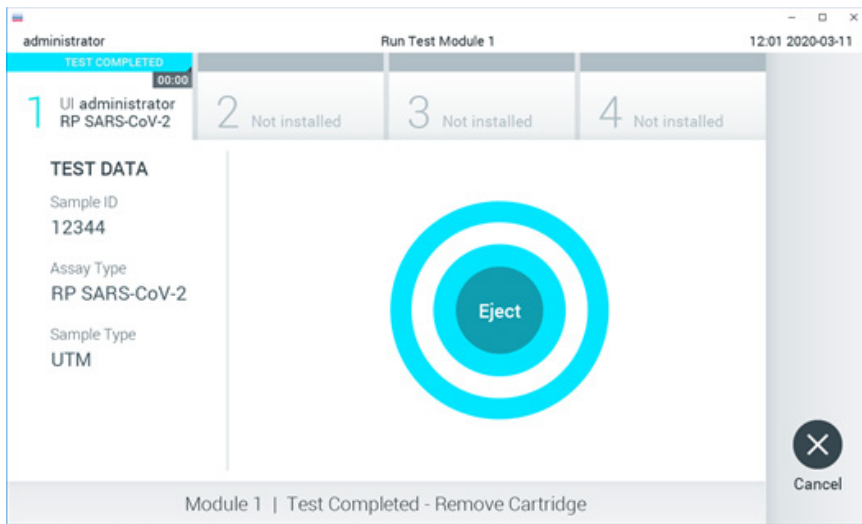 administrator Run Test Module 1 12:01 2020-03-11
TEST COMPLETED
00:00
1 UI administrator
RP SARS-CoV-2
2 Not installed
3 Not installed
4 Not installed
TEST DATA
Sample ID
12344
Assay Type
RP SARS-CoV-2
Sample Type
UTM
Eject
Cancel
Module 1 | Test Completed - Remove Cartridge